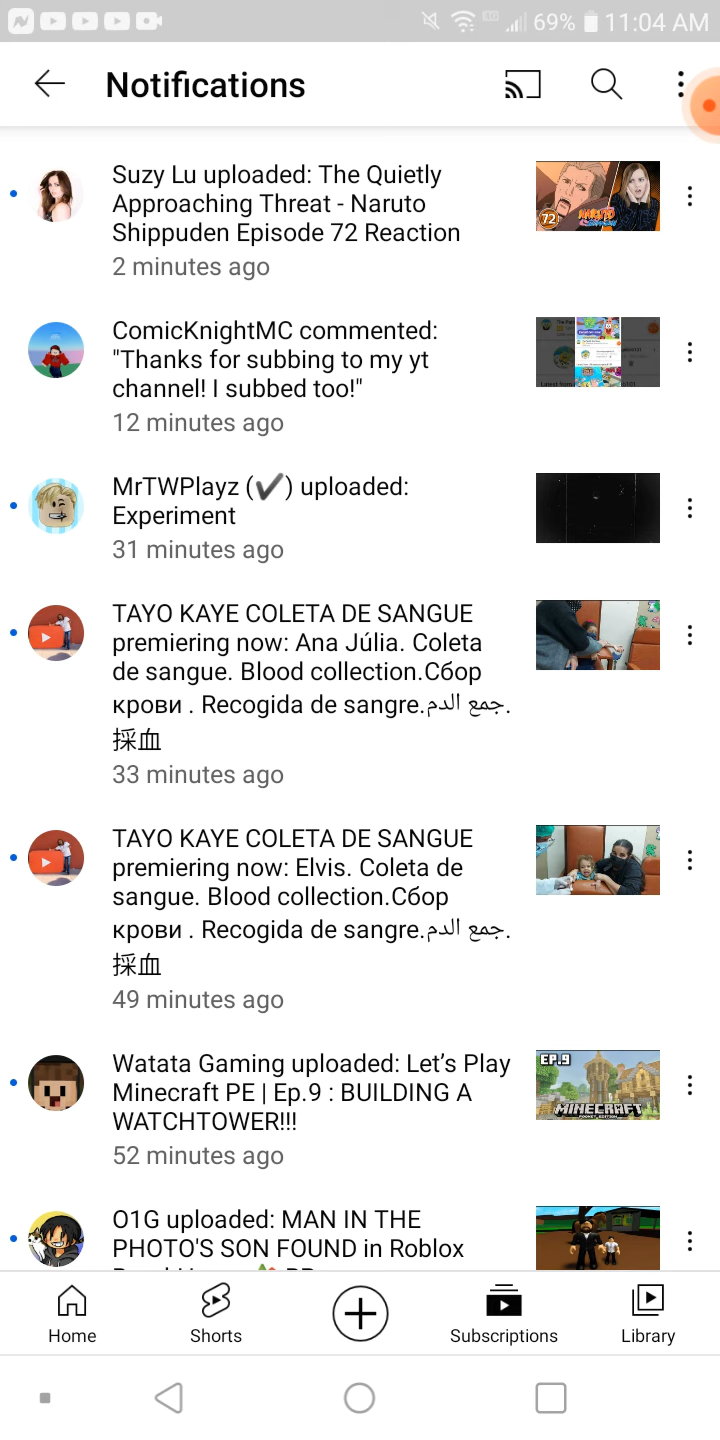 4G 69% 11:04 AM
Notifications
Suzy Lu uploaded: The Quietly
Approaching Threat - Naruto
Shippuden Episode 72 Reaction
2 minutes ago
72 NARUTO
ComicKnightMC commented:
"Thanks for subbing to my yt
channel! I subbed too!"
12 minutes ago
MrTWPlayz (✔️) uploaded:
Experiment
31 minutes ago
TAYO KAYE COLETA DE SANGUE
premiering now: Ana Júlia. Coleta
de sangue. Blood collection.Сбор
крови . Recogida de sangre.جمع الدم.
採血
33 minutes ago
TAYO KAYE COLETA DE SANGUE
premiering now: Elvis. Coleta de
sangue. Blood collection.Сбор
крови . Recogida de sangre.جمع الدم.
採血
49 minutes ago
Watata Gaming uploaded: Let’s Play
Minecraft PE | Ep.9 : BUILDING A
WATCHTOWER!!!
52 minutes ago
EP.9
MINECRAFT
POCKET EDITION
O1G uploaded: MAN IN THE
PHOTO'S SON FOUND in Roblox
Home
Shorts
Subscriptions
Library